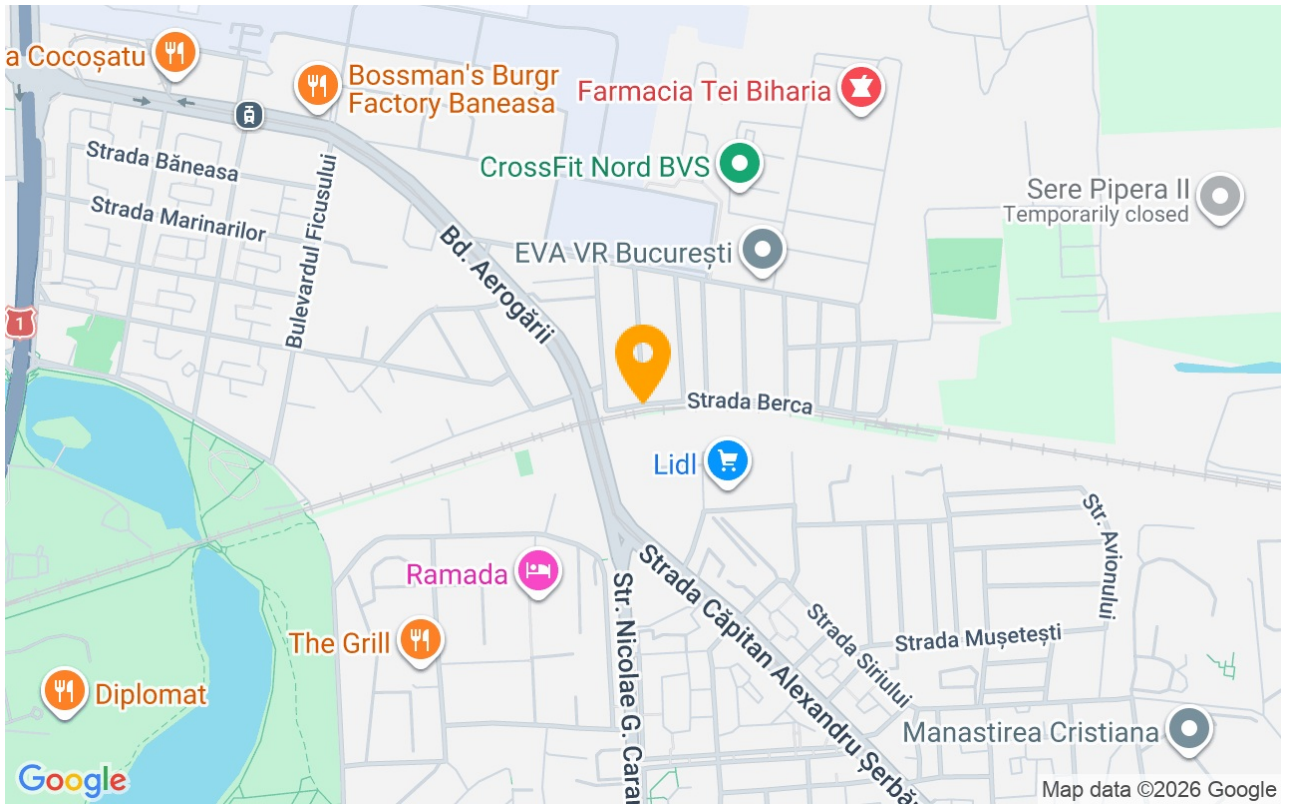 a Cocoșatu
Bossman's Burgr
Factory Baneasa
Farmacia Tei Biharia
Strada Băneasa
CrossFit Nord BVS
Sere Pipera II
Temporarily closed
Strada Marinarilor
Bulevardul Ficusului
Bd. Aerogării
EVA VR București
1
Strada Berca
Lidl
Str. Avionului
Ramada
Strada Căpitan Alexandru Șerbă
Str. Nicolae G. Caran
Strada Siriului
Strada Mușetești
The Grill
Diplomat
Manastirea Cristiana
Google
Map data ©2026 Google